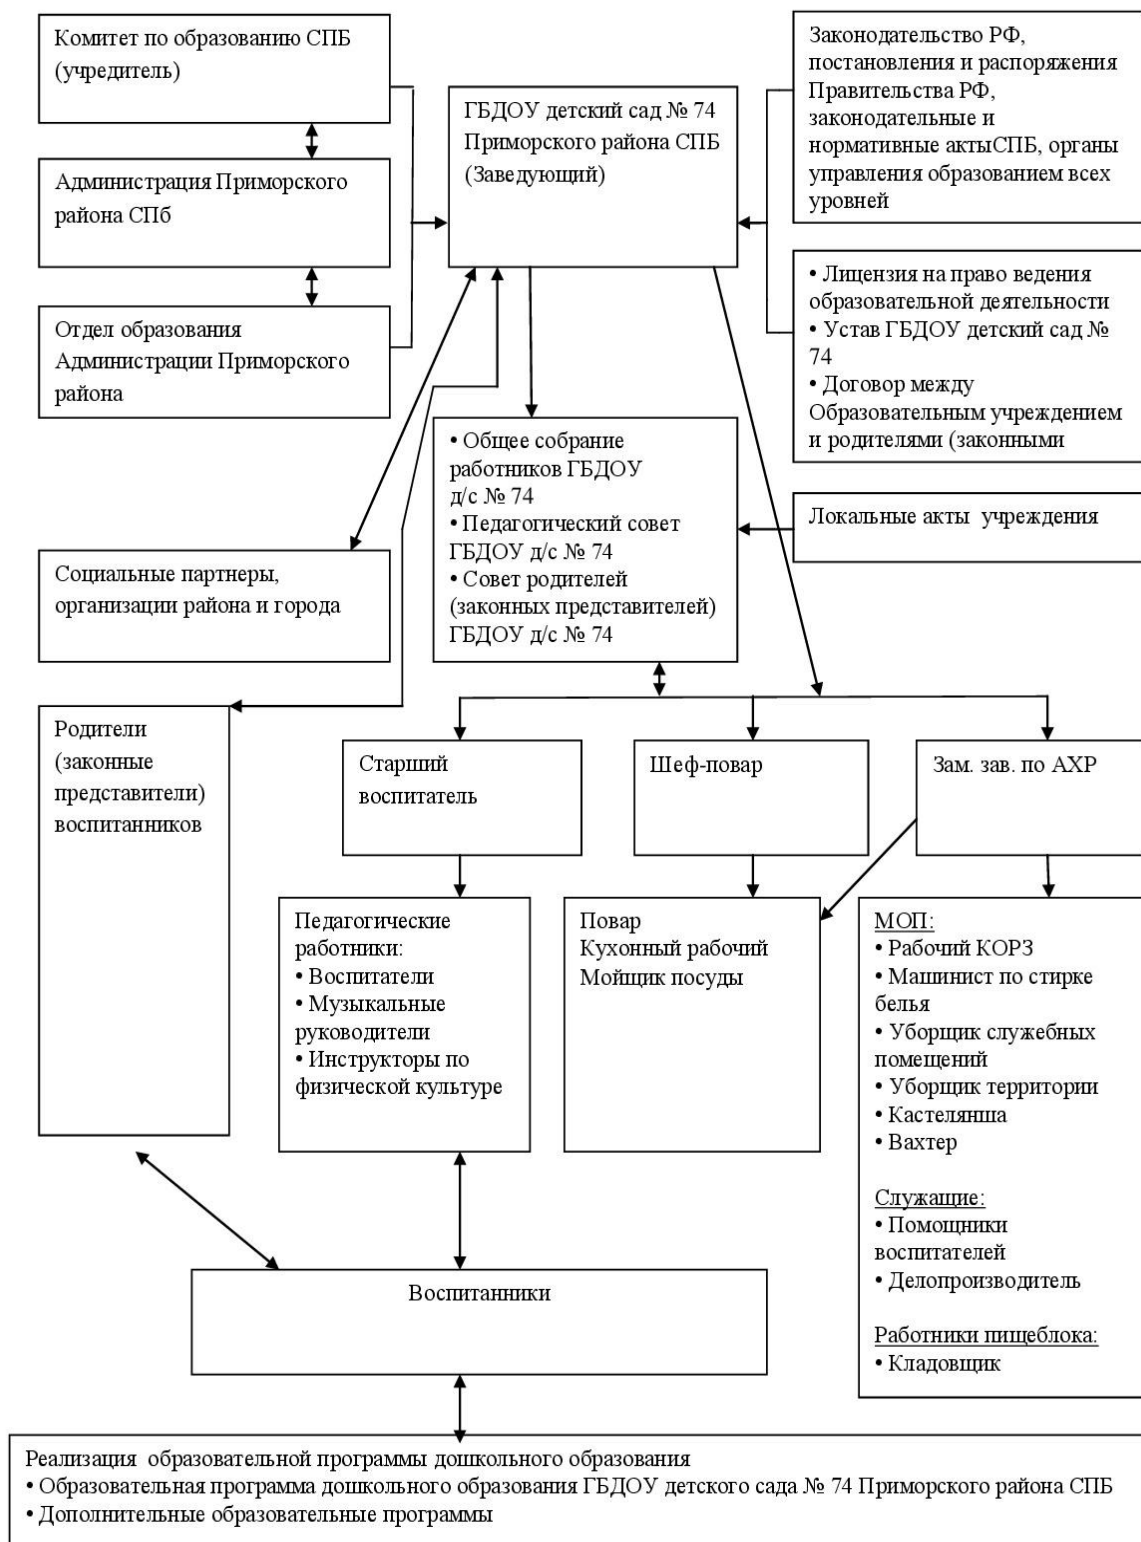 Комитет по образованию СПБ
(учредитель)
Администрация Приморского
района СПб
Отдел образования
Администрации Приморского
района
ГБДОУ детский сад № 74
Приморского района СПБ
(Заведующий)
Законодательство РФ,
постановления и распоряжения
Правительства РФ,
законодательные и
нормативные актыСПБ, органы
управления образованием всех
уровней
• Лицензия на право ведения
образовательной деятельности
• Устав ГБДОУ детский сад №
74
• Договор между
Образовательным учреждением
и родителями (законными
• Общее собрание
работников ГБДОУ
д/с № 74
• Педагогический совет
ГБДОУ д/с № 74
• Совет родителей
(законных представителей)
ГБДОУ д/с № 74
Локальные акты учреждения
Социальные партнеры,
организации района и города
Родители
(законные
представители)
воспитанников
Старший
воспитатель
Шеф-повар
Зам. зав. по АХР
Педагогические
работники:
• Воспитатели
• Музыкальные
руководители
• Инструкторы по
физической культуре
Повар
Кухонный рабочий
Мойщик посуды
МОП:
• Рабочий КОРЗ
• Машинист по стирке
белья
• Уборщик служебных
помещений
• Уборщик территории
• Кастелянша
• Вахтер
Служащие:
• Помощники
воспитателей
• Делопроизводитель
Работники пищеблока:
• Кладовщик
Воспитанники
Реализация образовательной программы дошкольного образования
• Образовательная программа дошкольного образования ГБДОУ детского сада № 74 Приморского района СПБ
• Дополнительные образовательные программы